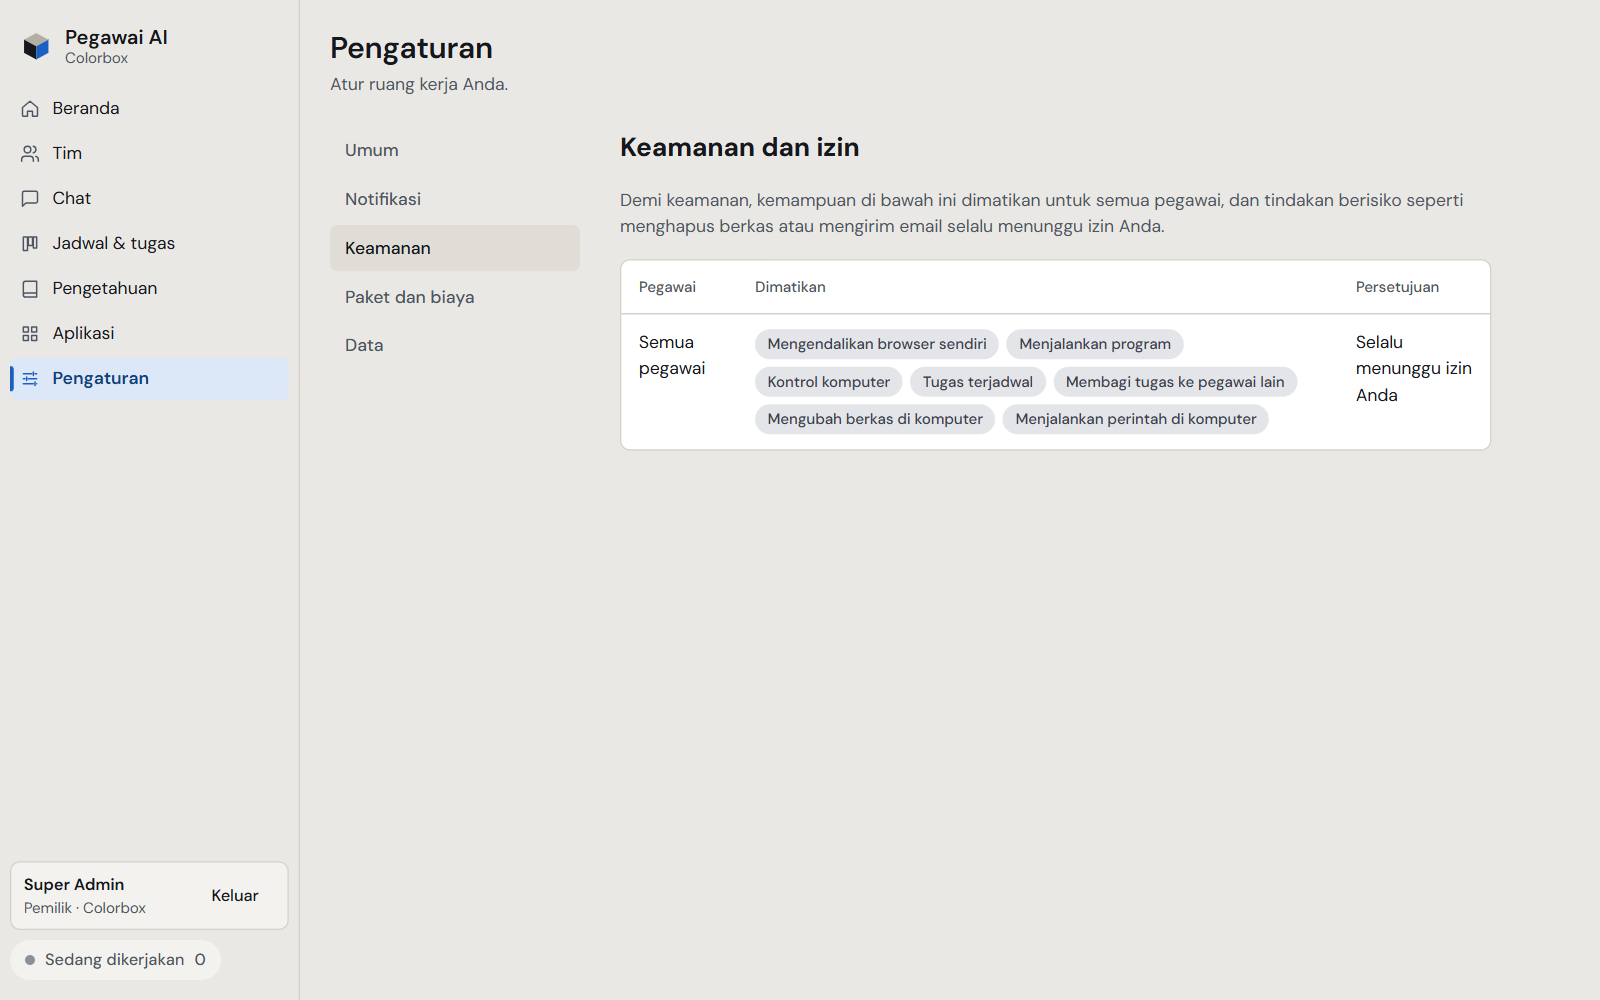 Pegawai AI
Colorbox
Beranda
Tim
Chat
Jadwal & tugas
Pengetahuan
Aplikasi
Pengaturan
Super Admin
Pemilik · Colorbox
Keluar
Sedang dikerjakan 0
Pengaturan
Atur ruang kerja Anda.
Umum
Notifikasi
Keamanan
Paket dan biaya
Data
Keamanan dan izin
Demi keamanan, kemampuan di bawah ini dimatikan untuk semua pegawai, dan tindakan berisiko seperti
menghapus berkas atau mengirim email selalu menunggu izin Anda.
Pegawai Dimatikan Persetujuan
Semua
pegawai
Mengendalikan browser sendiri Menjalankan program
Kontrol komputer Tugas terjadwal Membagi tugas ke pegawai lain
Mengubah berkas di komputer Menjalankan perintah di komputer
Selalu
menunggu izin
Anda